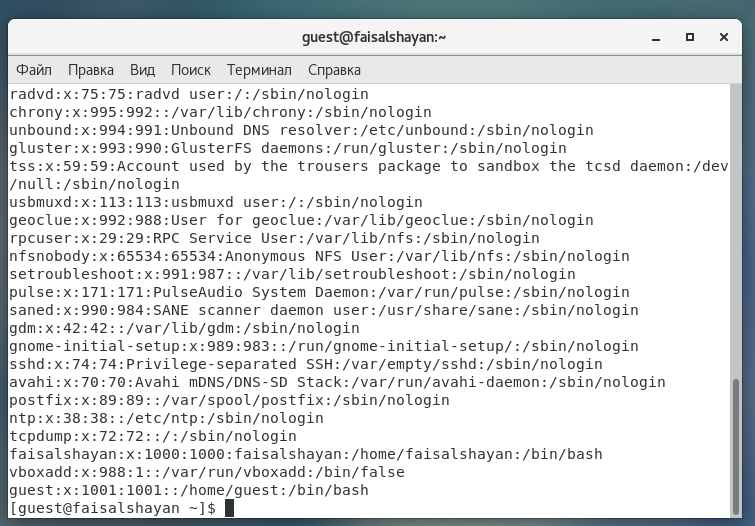 guest@faisalshayan:~
Файл Правка Вид Поиск Терминал Справка
radvd:x:75:75:radvd user:/:/sbin/nologin
chrony:x:995:992::/var/lib/chrony:/sbin/nologin
unbound:x:994:991:Unbound DNS resolver:/etc/unbound:/sbin/nologin
gluster:x:993:990:GlusterFS daemons:/run/gluster:/sbin/nologin
tss:x:59:59:Account used by the trousers package to sandbox the tcsd daemon:/dev
/null:/sbin/nologin
usbmuxd:x:113:113:usbmuxd user:/:/sbin/nologin
geoclue:x:992:988:User for geoclue:/var/lib/geoclue:/sbin/nologin
rpcuser:x:29:29:RPC Service User:/var/lib/nfs:/sbin/nologin
nfsnobody:x:65534:65534:Anonymous NFS User:/var/lib/nfs:/sbin/nologin
setroubleshoot:x:991:987::/var/lib/setroubleshoot:/sbin/nologin
pulse:x:171:171:PulseAudio System Daemon:/var/run/pulse:/sbin/nologin
saned:x:990:984:SANE scanner daemon user:/usr/share/sane:/sbin/nologin
gdm:x:42:42::/var/lib/gdm:/sbin/nologin
gnome-initial-setup:x:989:983::/run/gnome-initial-setup/:/sbin/nologin
sshd:x:74:74:Privilege-separated SSH:/var/empty/sshd:/sbin/nologin
avahi:x:70:70:Avahi mDNS/DNS-SD Stack:/var/run/avahi-daemon:/sbin/nologin
postfix:x:89:89::/var/spool/postfix:/sbin/nologin
ntp:x:38:38::/etc/ntp:/sbin/nologin
tcpdump:x:72:72::/:/sbin/nologin
faisalshayan:x:1000:1000:faisalshayan:/home/faisalshayan:/bin/bash
vboxadd:x:988:1::/var/run/vboxadd:/bin/false
guest:x:1001:1001::/home/guest:/bin/bash
[guest@faisalshayan ~]$